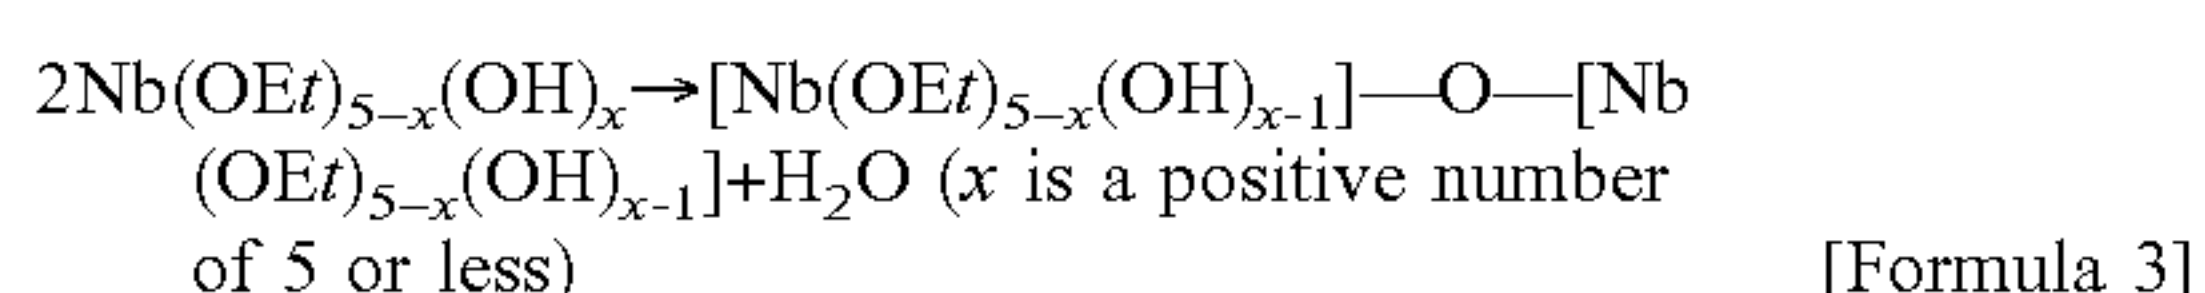 2Nb(OEt)₅₋ₓ(OH)ₓ→[Nb(OEt)₅₋ₓ(OH)ₓ₋₁]—O—[Nb
(OEt)₅₋ₓ(OH)ₓ₋₁]+H₂O (x is a positive number
of 5 or less) [Formula 3]